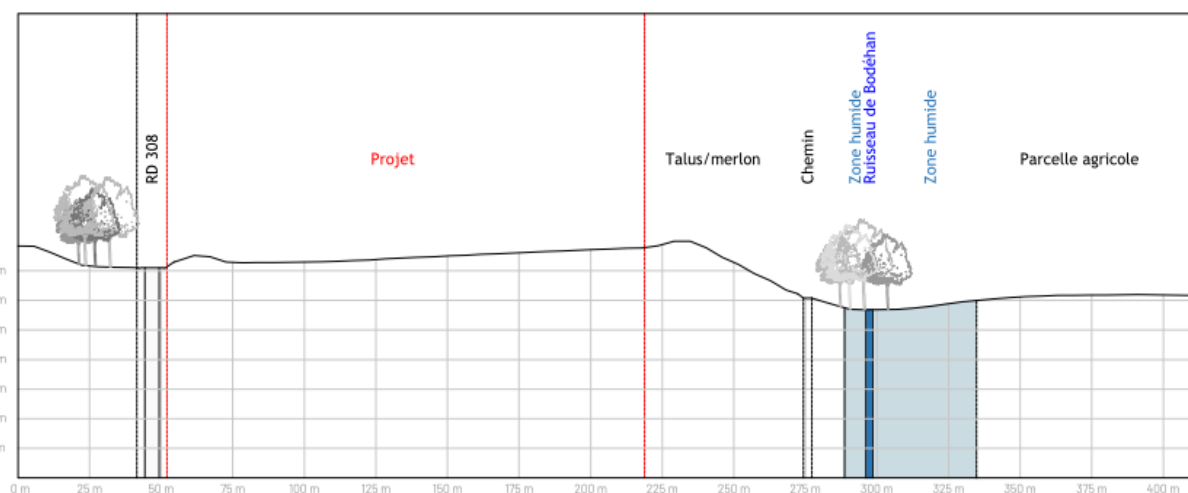 RD 308
Projet
Talus/merlon
Chemin
Zone humide
Ruisseau de Bodéhan
Zone humide
Parcelle agricole
m
m
m
m
m
m
m
0 m 25 m 50 m 75 m 100 m 125 m 150 m 175 m 200 m 225 m 250 m 275 m 300 m 325 m 350 m 375 m 400 m